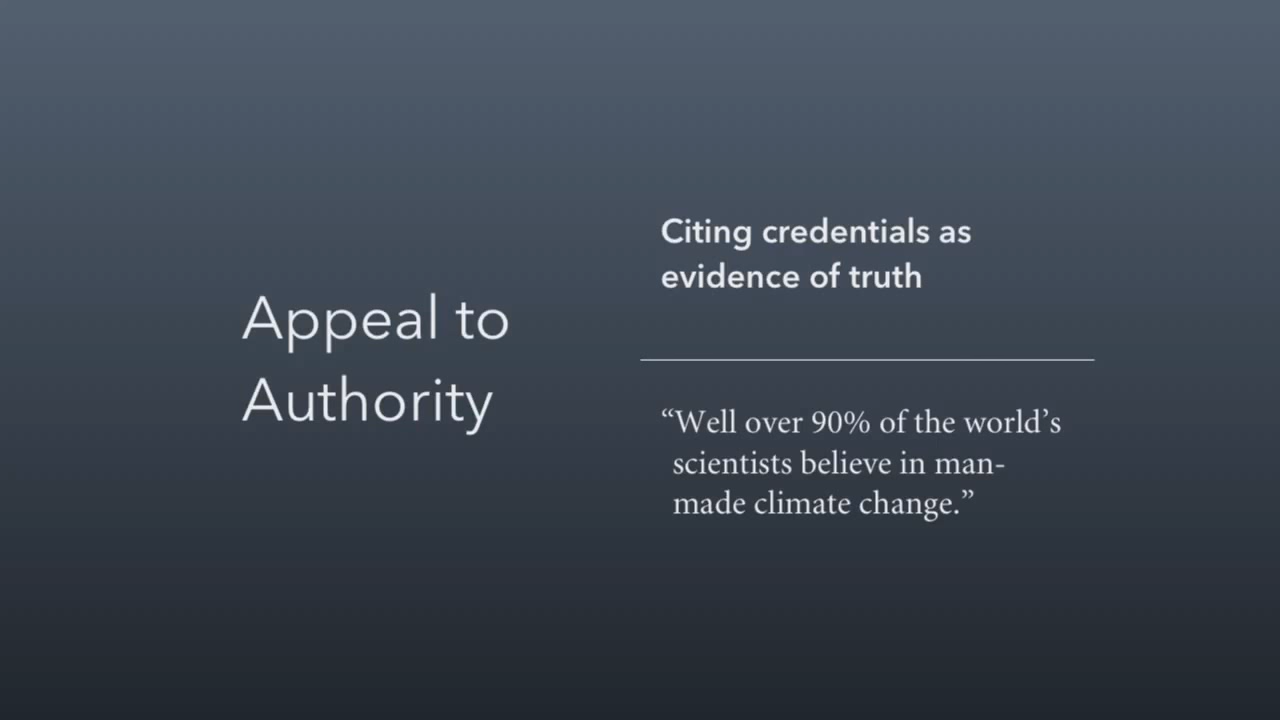 Appeal to
Authority
Citing credentials as
evidence of truth
“Well over 90% of the world’s
scientists believe in man-
made climate change.”